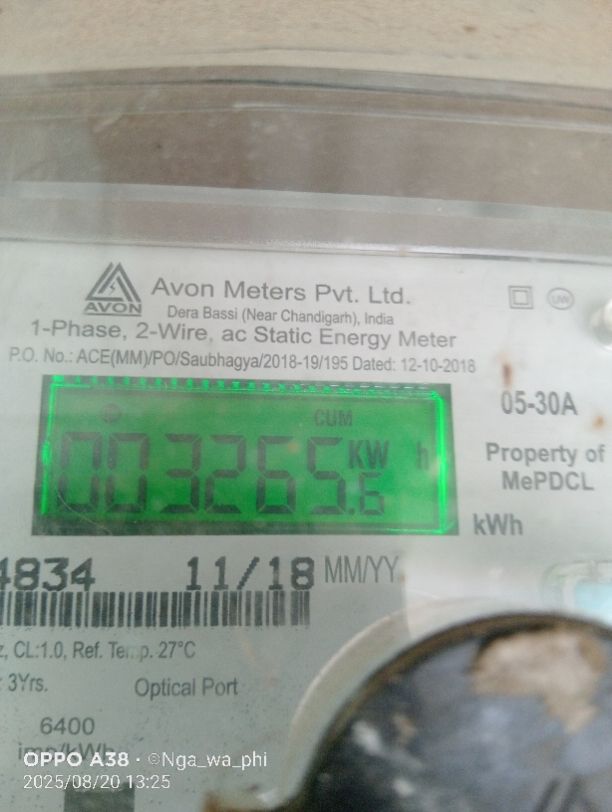 Avon Meters Pvt. Ltd.
AVON
Dera Bassi (Near Chandigarh), India
UW
1-Phase, 2-Wire, ac Static Energy Meter
P.O. No.: ACE(MM)/PO/Saubhagya/2018-19/195 Dated: 12-10-2018
05-30A
CUM
003265.6 KW h
Property of
MePDCL
kWh
4834 11/18 MM/YY
CL:1.0, Ref. Temp. 27°C
3Yrs. Optical Port
6400
imp/kWh
OPPO A38 · ©Nga_wa_phi
2025/08/20 13:25